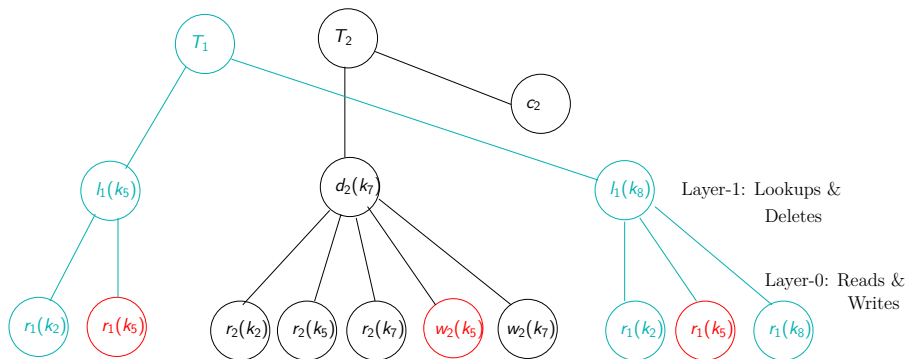 T₁
T₂
c₂
l₁(k₅)
d₂(k₇)
l₁(k₈)
Layer-1: Lookups &
Deletes
Layer-0: Reads &
Writes
r₁(k₂)
r₁(k₅)
r₂(k₂)
r₂(k₅)
r₂(k₇)
w₂(k₅)
w₂(k₇)
r₁(k₂)
r₁(k₅)
r₁(k₈)